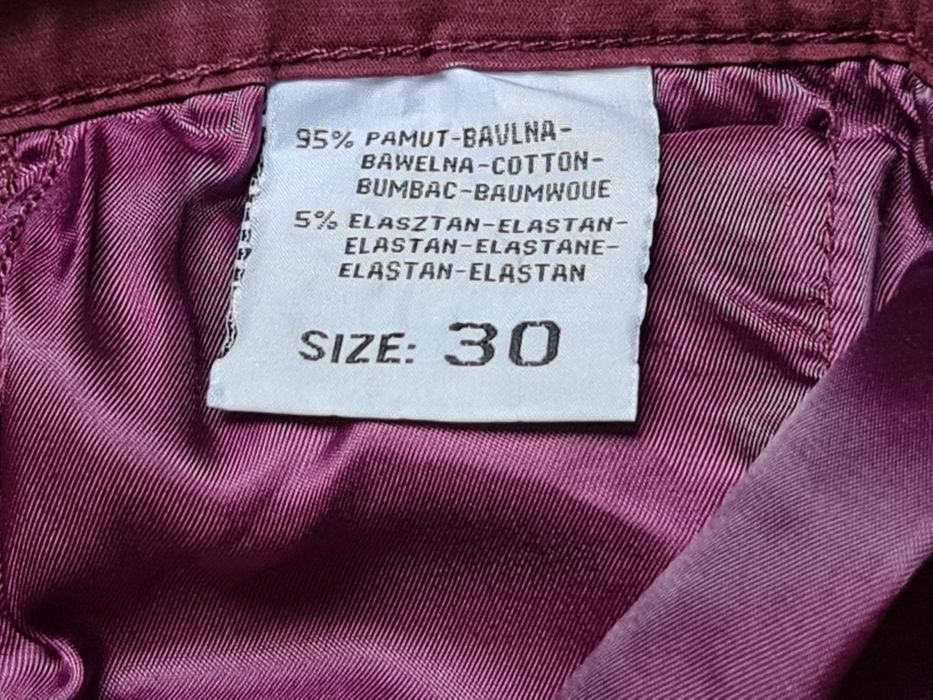 95% PAMUT-BAVLNA-
BAWELNA-COTTON-
BUMBAC-BAUMWOUE
5% ELASZTAN-ELASTAN-
ELASTAN-ELASTANE-
ELASTAN-ELASTAN
SIZE: 30